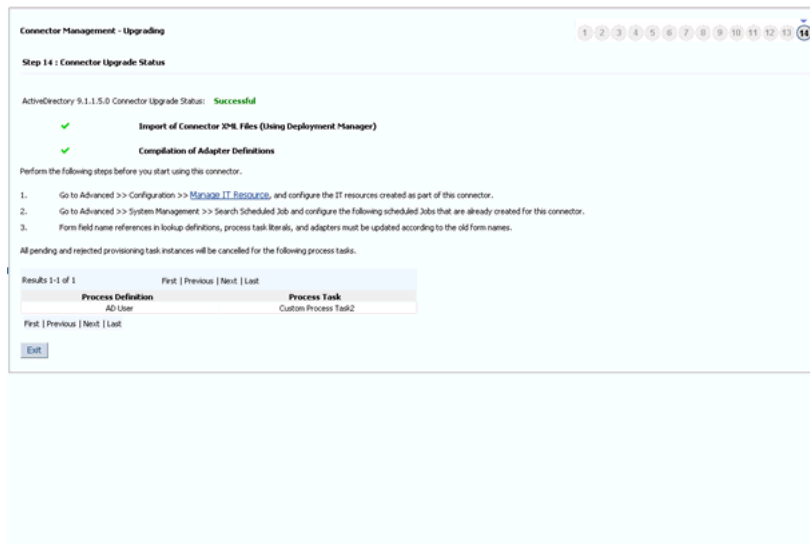 Connector Management - Upgrading
1 2 3 4 5 6 7 8 9 10 11 12 13 14
Step 14 : Connector Upgrade Status
ActiveDirectory 9.1.1.5.0 Connector Upgrade Status: Successful
Import of Connector XML Files (Using Deployment Manager)
Compilation of Adapter Definitions
Perform the following steps before you start using this connector.
1. Go to Advanced >> Configuration >> Manage IT Resource, and configure the IT resources created as part of this connector.
2. Go to Advanced >> System Management >> Search Scheduled Job and configure the following scheduled Jobs that are already created for this connector.
3. Form field name references in lookup definitions, process task literals, and adapters must be updated according to the old form names.
All pending and rejected provisioning task instances will be cancelled for the following process tasks.
Results 1-1 of 1 First | Previous | Next | Last
Process Definition Process Task
AD User Custom Process Task2
First | Previous | Next | Last
Exit